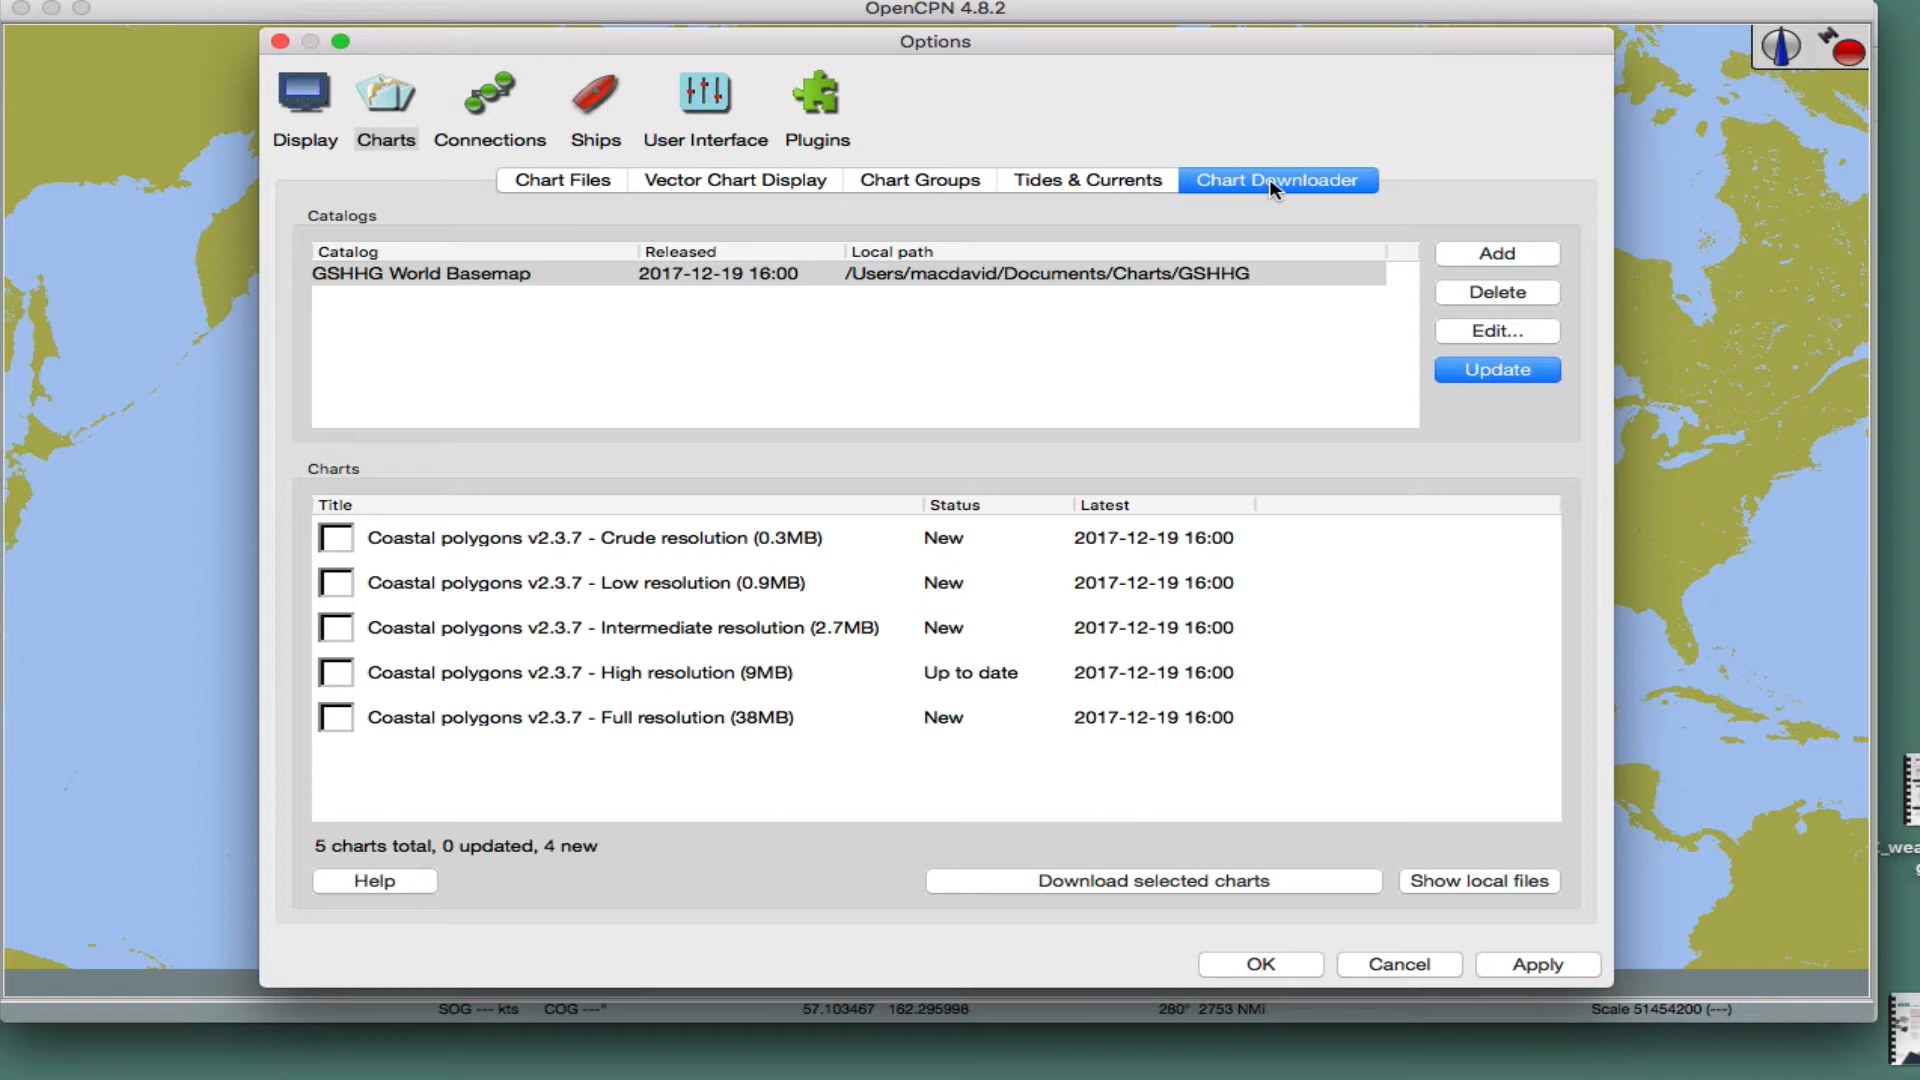 OpenCPN 4.8.2
Options
Display Charts Connections Ships User Interface Plugins
Chart Files Vector Chart Display Chart Groups Tides & Currents Chart Downloader
Catalogs
Catalog Released Local path
GSHHG World Basemap 2017-12-19 16:00 /Users/macdavid/Documents/Charts/GSHHG
Add
Delete
Edit...
Update
Charts
Title Status Latest
Coastal polygons v2.3.7 - Crude resolution (0.3MB) New 2017-12-19 16:00
Coastal polygons v2.3.7 - Low resolution (0.9MB) New 2017-12-19 16:00
Coastal polygons v2.3.7 - Intermediate resolution (2.7MB) New 2017-12-19 16:00
Coastal polygons v2.3.7 - High resolution (9MB) Up to date 2017-12-19 16:00
Coastal polygons v2.3.7 - Full resolution (38MB) New 2017-12-19 16:00
5 charts total, 0 updated, 4 new
Help Download selected charts Show local files
OK Cancel Apply
SOG --- kts COG ---° 57.103467 162.295998 280° 2753 NMi Scale 51454200 (---)